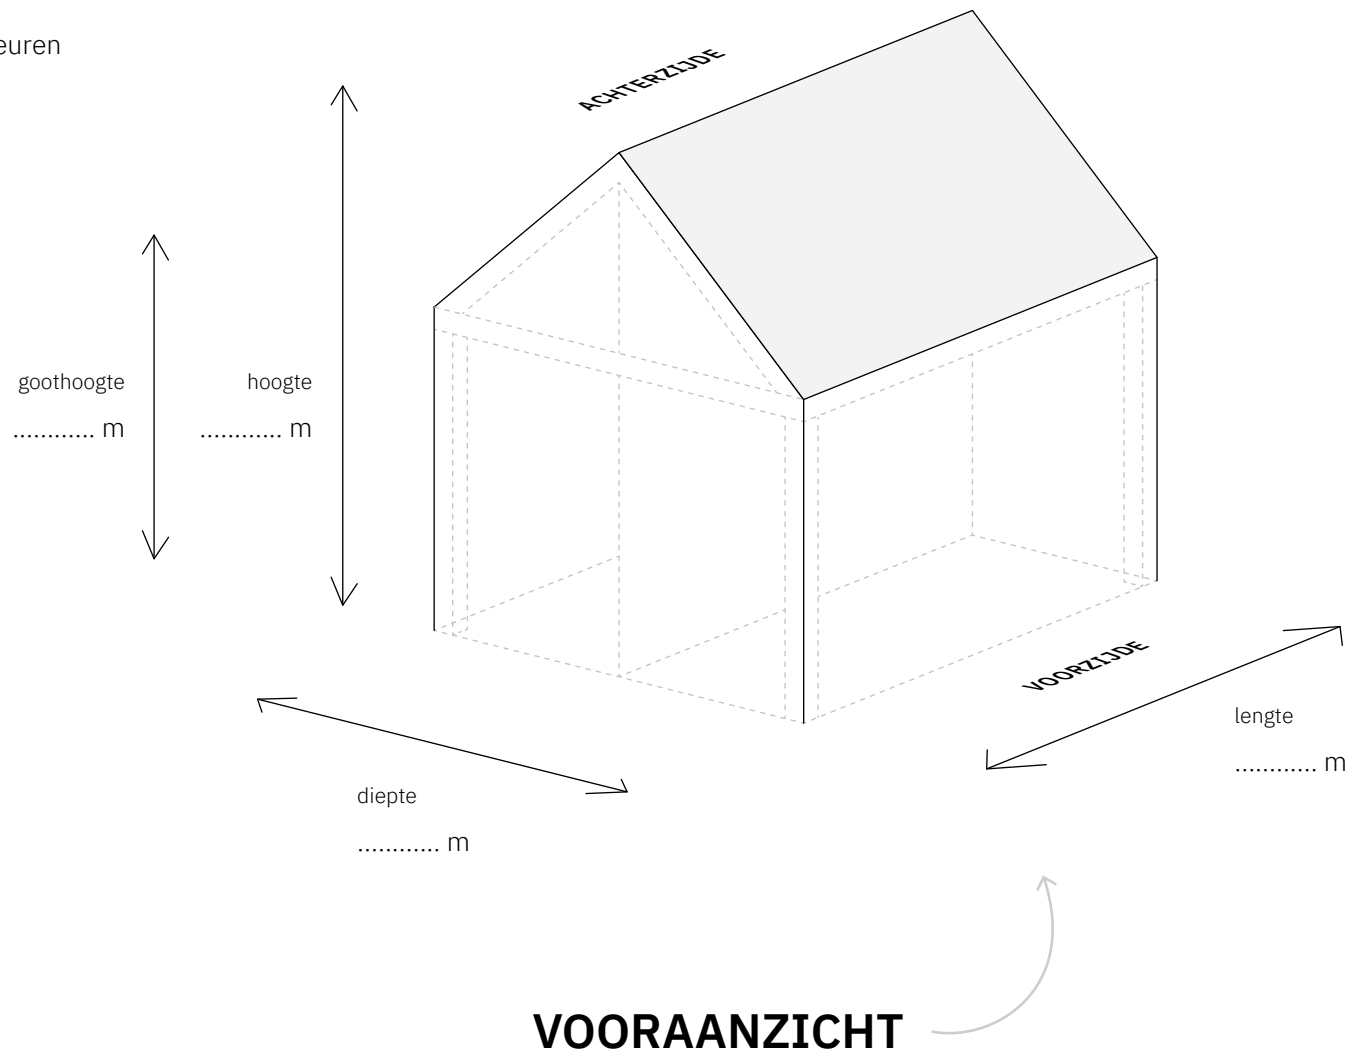 euren
ACHTERZIJDE
goothoogte
............ m
hoogte
............ m
VOORZIJDE
lengte
............ m
diepte
............ m
VOORAANZICHT